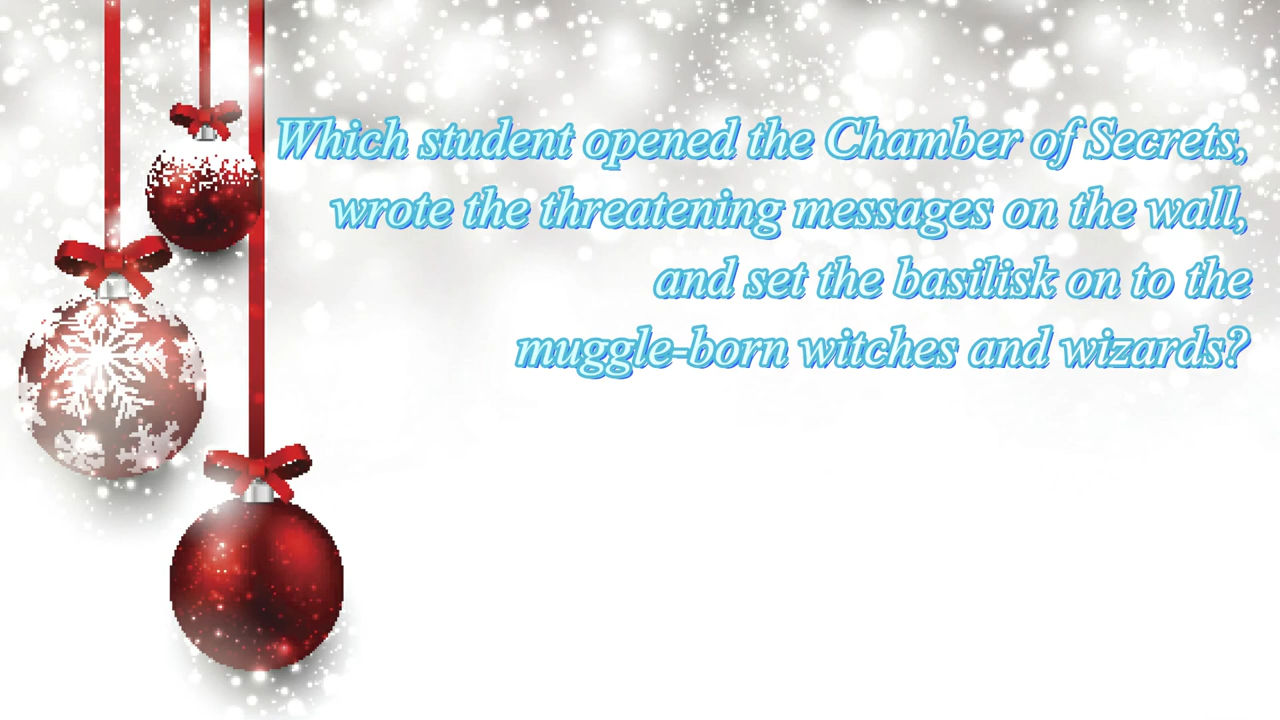 Which student opened the Chamber of Secrets,
wrote the threatening messages on the wall,
and set the basilisk on to the
muggle-born witches and wizards?